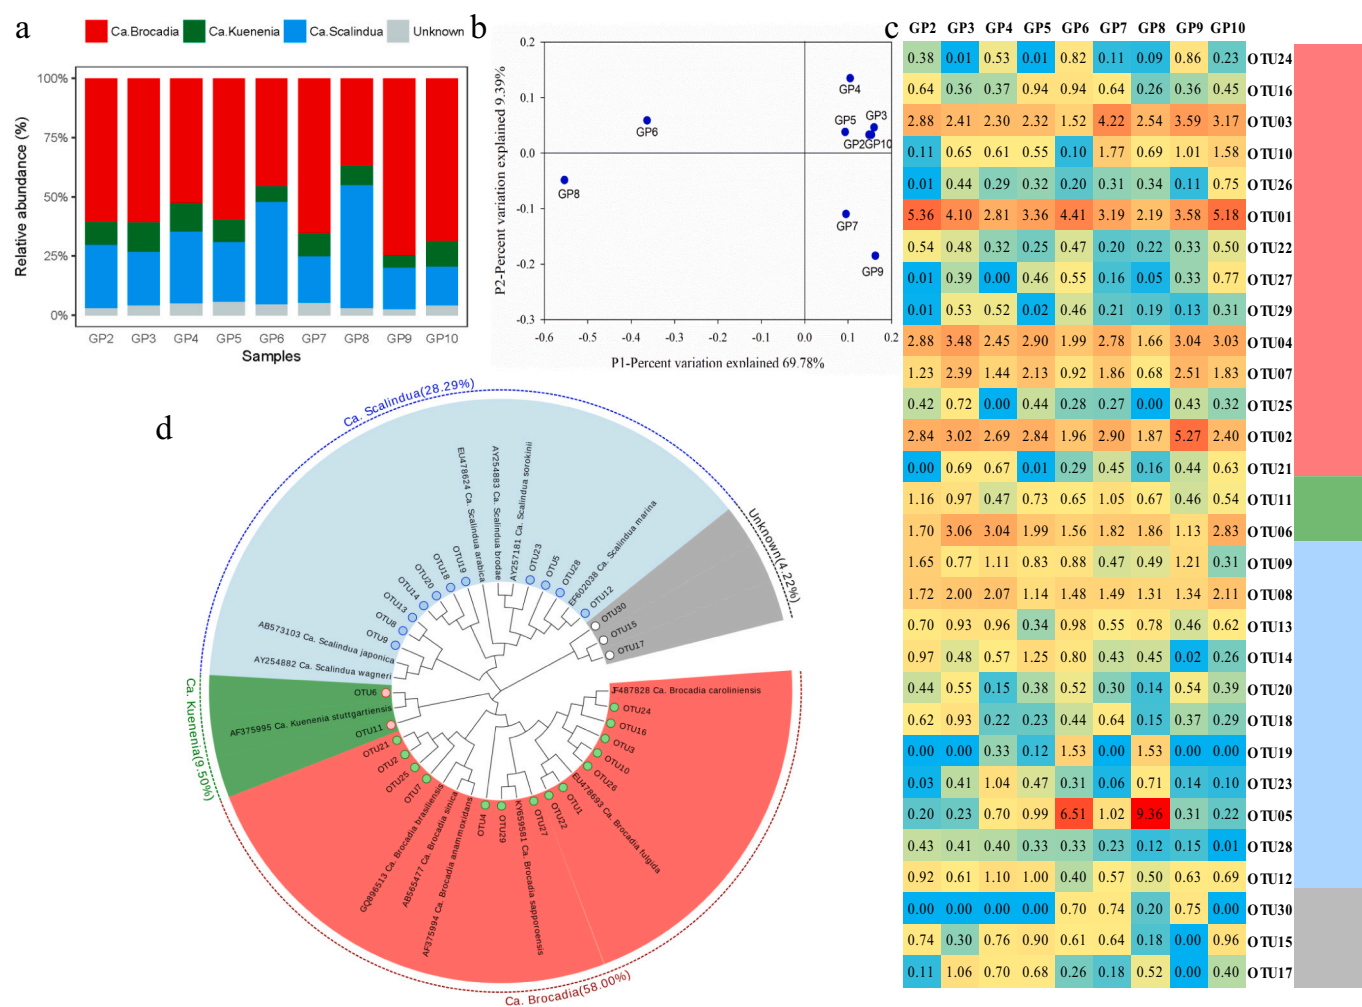 a
Ca.Brocadia Ca.Kuenenia Ca.Scalindua Unknown
Relative abundance (%)
100%
75%
50%
25%
0%
GP2 GP3 GP4 GP5 GP6 GP7 GP8 GP9 GP10
Samples
b
P2-Percent variation explained 9.39%
0.2
0.1
0.0
-0.1
-0.2
-0.3
GP4
GP6
GP5 GP3
GP2GP10
GP8
GP7
GP9
-0.6 -0.5 -0.4 -0.3 -0.2 -0.1 0.0 0.1 0.2
P1-Percent variation explained 69.78%
c
GP2 GP3 GP4 GP5 GP6 GP7 GP8 GP9 GP10
0.38 0.01 0.53 0.01 0.82 0.11 0.09 0.86 0.23 OTU24
0.64 0.36 0.37 0.94 0.94 0.64 0.26 0.36 0.45 OTU16
2.88 2.41 2.30 2.32 1.52 4.22 2.54 3.59 3.17 OTU03
0.11 0.65 0.61 0.55 0.10 1.77 0.69 1.01 1.58 OTU10
0.01 0.44 0.29 0.32 0.20 0.31 0.34 0.11 0.75 OTU26
5.36 4.10 2.81 3.36 4.41 3.19 2.19 3.58 5.18 OTU01
0.54 0.48 0.32 0.25 0.47 0.20 0.22 0.33 0.50 OTU22
0.01 0.39 0.00 0.46 0.55 0.16 0.05 0.33 0.77 OTU27
0.01 0.53 0.52 0.02 0.46 0.21 0.19 0.13 0.31 OTU29
2.88 3.48 2.45 2.90 1.99 2.78 1.66 3.04 3.03 OTU04
1.23 2.39 1.44 2.13 0.92 1.86 0.68 2.51 1.83 OTU07
0.42 0.72 0.00 0.44 0.28 0.27 0.00 0.43 0.32 OTU25
2.84 3.02 2.69 2.84 1.96 2.90 1.87 5.27 2.40 OTU02
0.00 0.69 0.67 0.01 0.29 0.45 0.16 0.44 0.63 OTU21
1.16 0.97 0.47 0.73 0.65 1.05 0.67 0.46 0.54 OTU11
1.70 3.06 3.04 1.99 1.56 1.82 1.86 1.13 2.83 OTU06
1.65 0.77 1.11 0.83 0.88 0.47 0.49 1.21 0.31 OTU09
1.72 2.00 2.07 1.14 1.48 1.49 1.31 1.34 2.11 OTU08
0.70 0.93 0.96 0.34 0.98 0.55 0.78 0.46 0.62 OTU13
0.97 0.48 0.57 1.25 0.80 0.43 0.45 0.02 0.26 OTU14
0.44 0.55 0.15 0.38 0.52 0.30 0.14 0.54 0.39 OTU20
0.62 0.93 0.22 0.23 0.44 0.64 0.15 0.37 0.29 OTU18
0.00 0.00 0.33 0.12 1.53 0.00 1.53 0.00 0.00 OTU19
0.03 0.41 1.04 0.47 0.31 0.06 0.71 0.14 0.10 OTU23
0.20 0.23 0.70 0.99 6.51 1.02 9.36 0.31 0.22 OTU05
0.43 0.41 0.40 0.33 0.33 0.23 0.12 0.15 0.01 OTU28
0.92 0.61 1.10 1.00 0.40 0.57 0.50 0.63 0.69 OTU12
0.00 0.00 0.00 0.00 0.70 0.74 0.20 0.75 0.00 OTU30
0.74 0.30 0.76 0.90 0.61 0.64 0.18 0.00 0.96 OTU15
0.11 1.06 0.70 0.68 0.26 0.18 0.52 0.00 0.40 OTU17
d
Ca. Scalindua(28.29%)
Unknown(4.22%)
Ca. Kuenenia(9.50%)
Ca. Brocadia(58.00%)
AY254882 Ca. Scalindua wagneri
AB573103 Ca. Scalindua japonica
OTU9
OTU8
OTU13
OTU14
OTU20
OTU18
OTU19
EU478624 Ca. Scalindua arabica
AY254883 Ca. Scalindua brodae
AY257181 Ca. Scalindua sorokinii
OTU23
OTU5
OTU28
EF602038 Ca. Scalindua marina
OTU12
OTU30
OTU15
OTU17
JF487828 Ca. Brocadia caroliniensis
OTU24
OTU16
OTU3
OTU10
OTU26
EU478693 Ca. Brocadia fulgida
OTU1
OTU22
OTU27
KY659581 Ca. Brocadia sapporoensis
OTU29
OTU4
AF375994 Ca. Brocadia anammoxidans
AB565477 Ca. Brocadia sinica
GQ896513 Ca. Brocadia brasiliensis
OTU7
OTU25
OTU2
OTU21
OTU11
AF375995 Ca. Kuenenia stuttgartiensis
OTU6